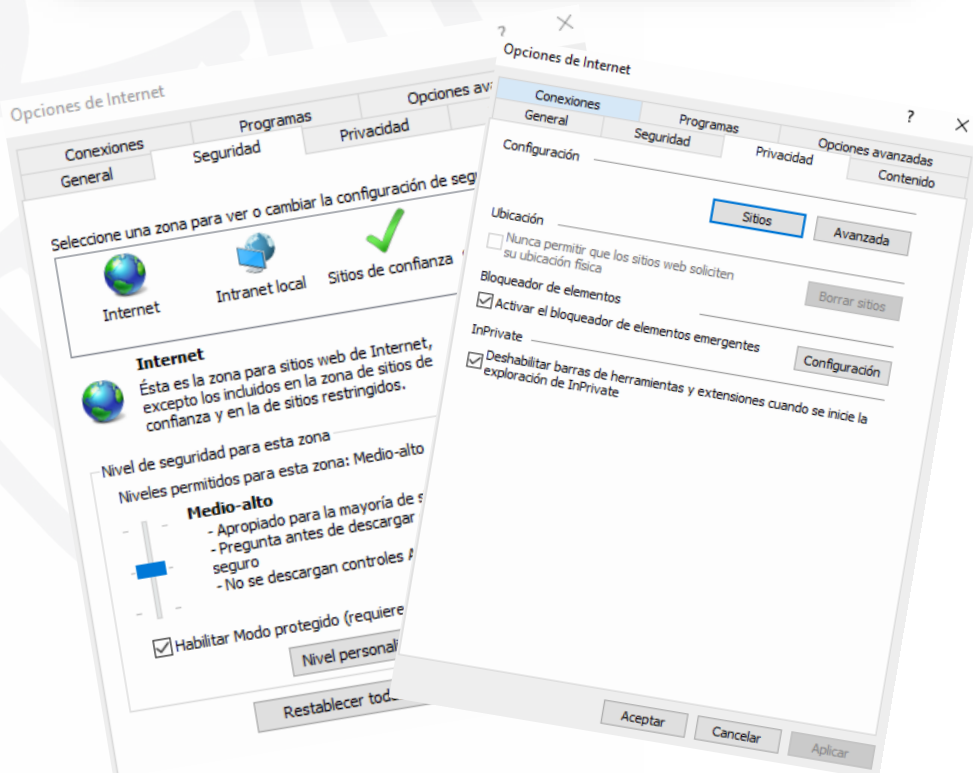 Opciones de Internet
Conexiones
Programas
Opciones
General
Seguridad
Privacidad
Seleccione una zona para ver o cambiar la configuración de
Internet
Intranet local
Sitios de confianza
Internet
Ésta es la zona para sitios web de Internet,
excepto los incluidos en la zona de sitios de
confianza y en la de sitios restringidos.
Nivel de seguridad para esta zona
Niveles permitidos para esta zona: Medio-alto
Medio-alto
- Apropiado para la mayoría de
- Pregunta antes de descargar
seguro
- No se descargan controles
Habilitar Modo protegido (requiere
Nivel
Restablecer
? ×
Opciones de Internet
? ×
Conexiones
Programas
Opciones avanzadas
General
Seguridad
Privacidad
Contenido
Configuración
Sitios
Avanzada
Ubicación
Nunca permitir que los sitios web soliciten
su ubicación física
Borrar sitios
Bloqueador de elementos
Activar el bloqueador de elementos emergentes
Configuración
InPrivate
Deshabilitar barras de herramientas y extensiones cuando se inicie la
exploración de InPrivate
Aceptar
Cancelar
Aplicar